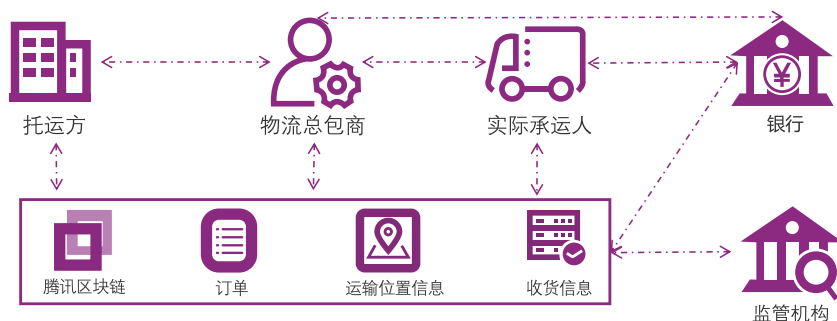 托运方
物流总包商
实际承运人
银行
腾讯区块链
订单
运输位置信息
收货信息
监管机构